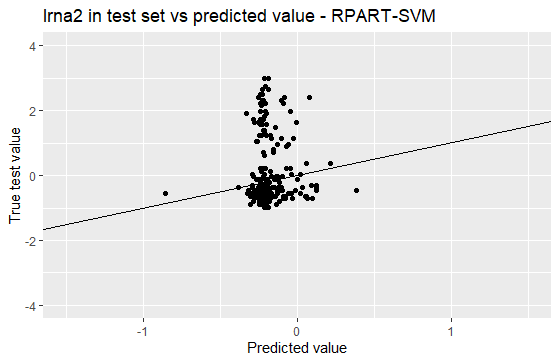 lrna2 in test set vs predicted value - RPART-SVM
4
2
0
-2
-4
True test value
-1
0
1
Predicted value